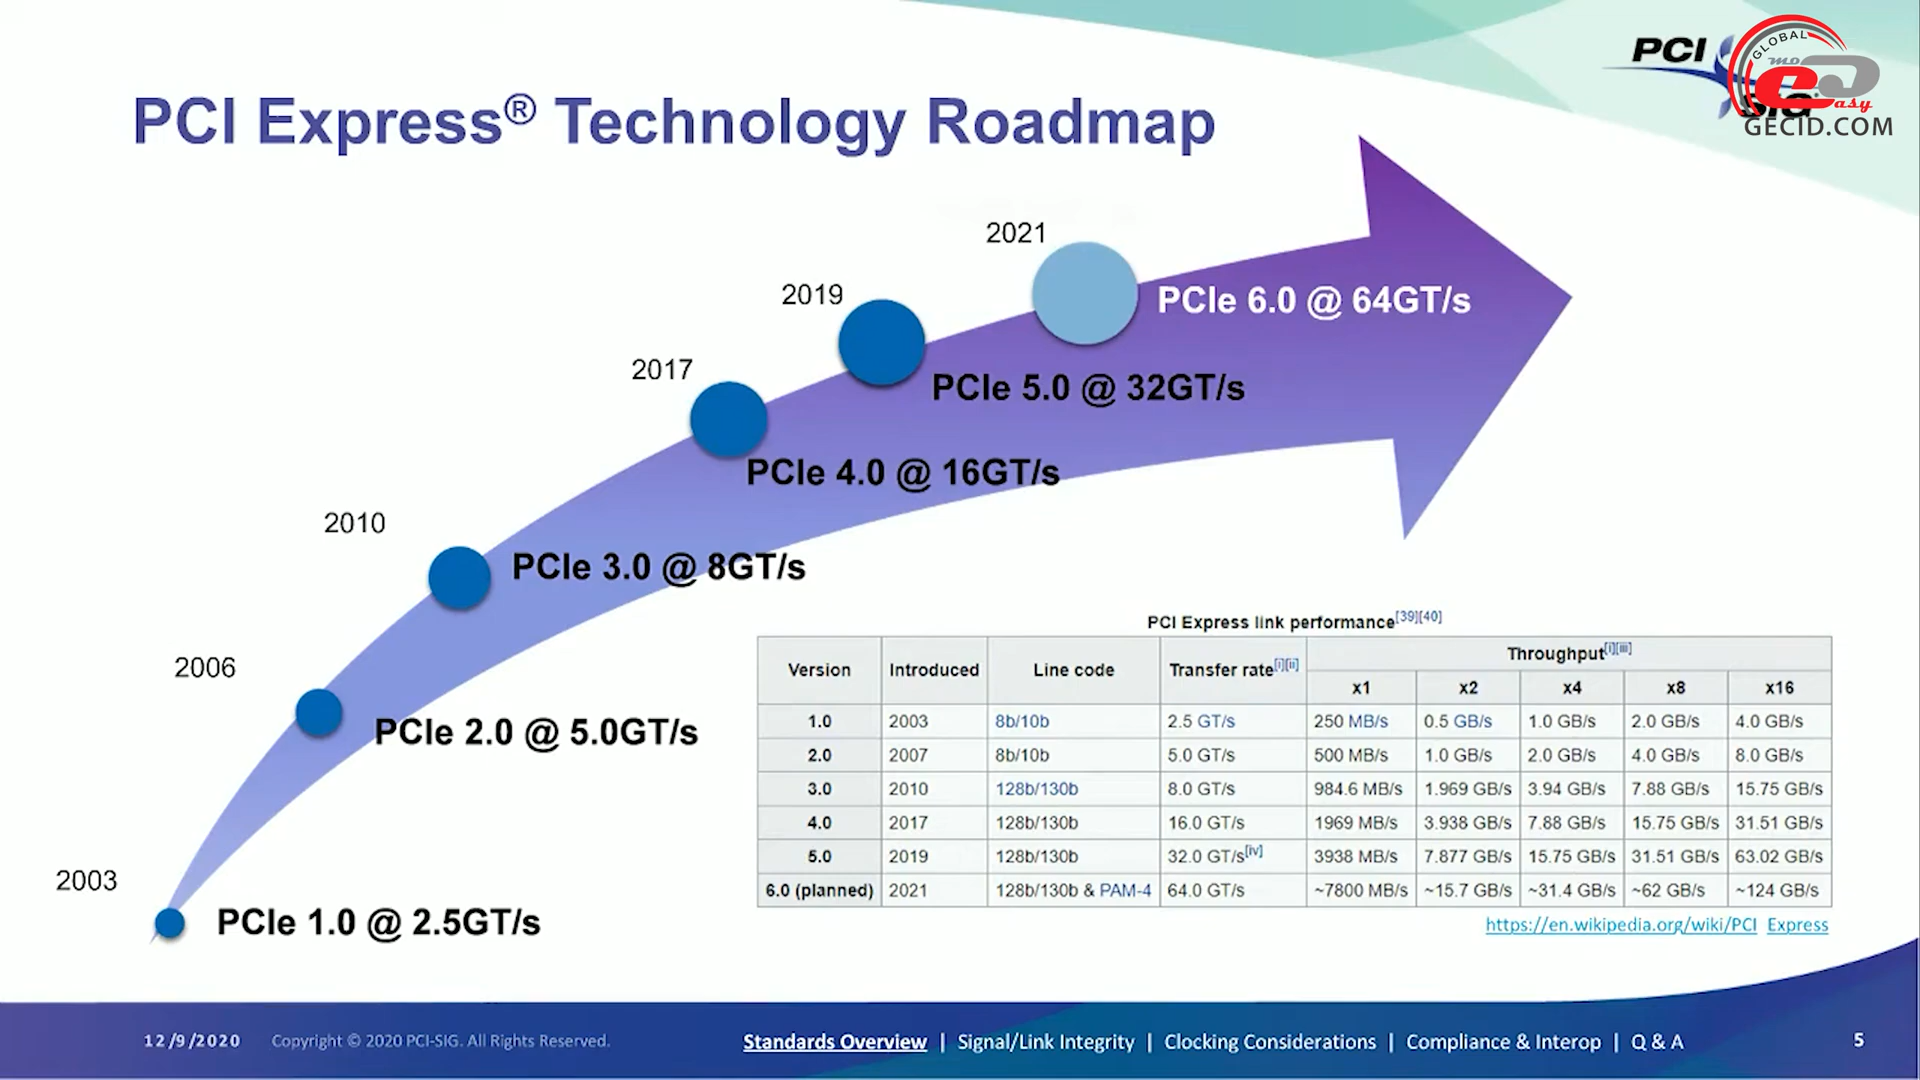 PCI
SIG
GLOBAL
easy
GECID.COM
PCI Express® Technology Roadmap
2021
PCIe 6.0 @ 64GT/s
2019
PCIe 5.0 @ 32GT/s
2017
PCIe 4.0 @ 16GT/s
2010
PCIe 3.0 @ 8GT/s
2006
PCIe 2.0 @ 5.0GT/s
2003
PCIe 1.0 @ 2.5GT/s
PCI Express link performance[39][40]
Version Introduced Line code Transfer rate[i][ii] Throughput[i][iii]
x1 x2 x4 x8 x16
1.0 2003 8b/10b 2.5 GT/s 250 MB/s 0.5 GB/s 1.0 GB/s 2.0 GB/s 4.0 GB/s
2.0 2007 8b/10b 5.0 GT/s 500 MB/s 1.0 GB/s 2.0 GB/s 4.0 GB/s 8.0 GB/s
3.0 2010 128b/130b 8.0 GT/s 984.6 MB/s 1.969 GB/s 3.94 GB/s 7.88 GB/s 15.75 GB/s
4.0 2017 128b/130b 16.0 GT/s 1969 MB/s 3.938 GB/s 7.88 GB/s 15.75 GB/s 31.51 GB/s
5.0 2019 128b/130b 32.0 GT/s[iv] 3938 MB/s 7.877 GB/s 15.75 GB/s 31.51 GB/s 63.02 GB/s
6.0 (planned) 2021 128b/130b & PAM-4 64.0 GT/s ~7800 MB/s ~15.7 GB/s ~31.4 GB/s ~62 GB/s ~124 GB/s
https://en.wikipedia.org/wiki/PCI_Express
12/9/2020 Copyright © 2020 PCI-SIG. All Rights Reserved. Standards Overview | Signal/Link Integrity | Clocking Considerations | Compliance & Interop | Q & A 5